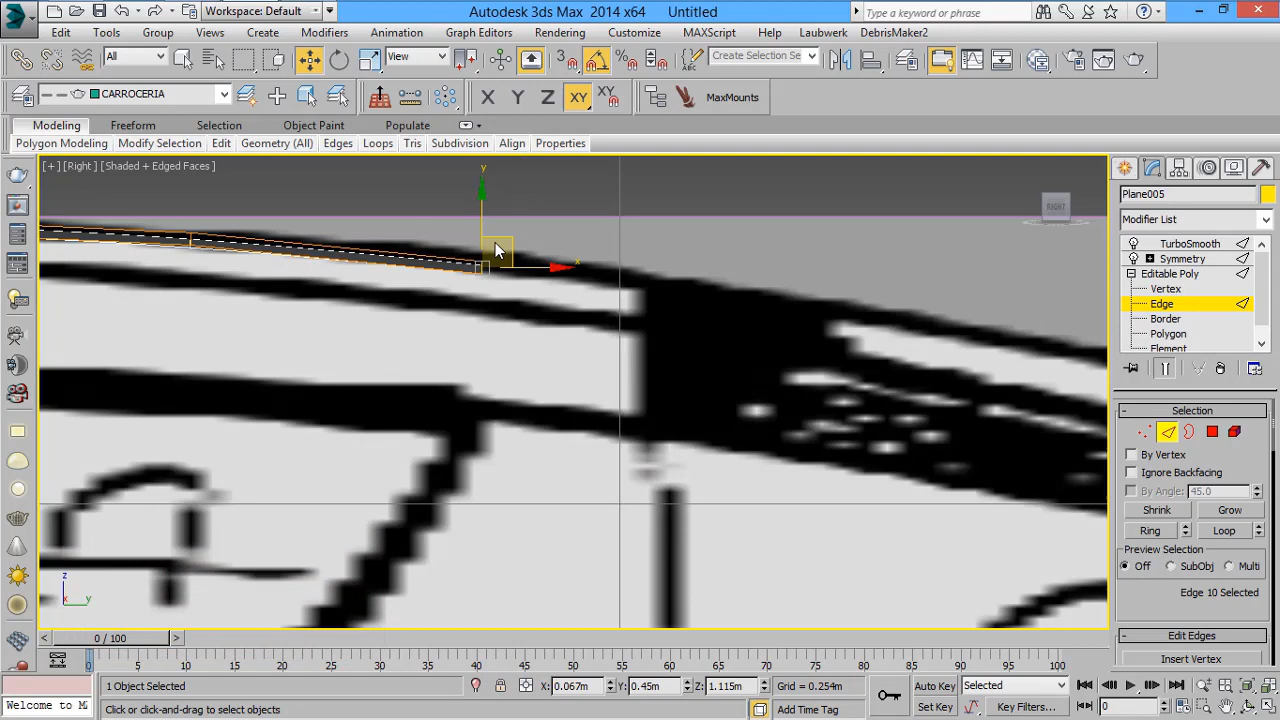 Workspace: Default
Autodesk 3ds Max 2014 x64 Untitled
Type a keyword or phrase
Edit Tools Group Views Create Modifiers Animation Graph Editors Rendering Customize MAXScript Help Laubwerk DebrisMaker2
All View Create Selection Se
CARROCERIA X Y Z XY XY MaxMounts
Modeling Freeform Selection Object Paint Populate
Polygon Modeling Modify Selection Edit Geometry (All) Edges Loops Tris Subdivision Align Properties
[+] [Right] [Shaded + Edged Faces]
y
x
RIGHT
z
x y
Plane005
Modifier List
TurboSmooth
Symmetry
Editable Poly
Vertex
Edge
Border
Polygon
Element
Selection
By Vertex
Ignore Backfacing
By Angle: 45.0
Shrink Grow
Ring Loop
Preview Selection
Off SubObj Multi
Edge 10 Selected
Edit Edges
Insert Vertex
0 / 100
0 5 10 15 20 25 30 35 40 45 50 55 60 65 70 75 80 85 90 95 100
1 Object Selected X: 0.067m Y: 0.45m Z: 1.115m Grid = 0.254m Auto Key Selected
Welcome to M Click or click-and-drag to select objects Add Time Tag Set Key Key Filters... 0